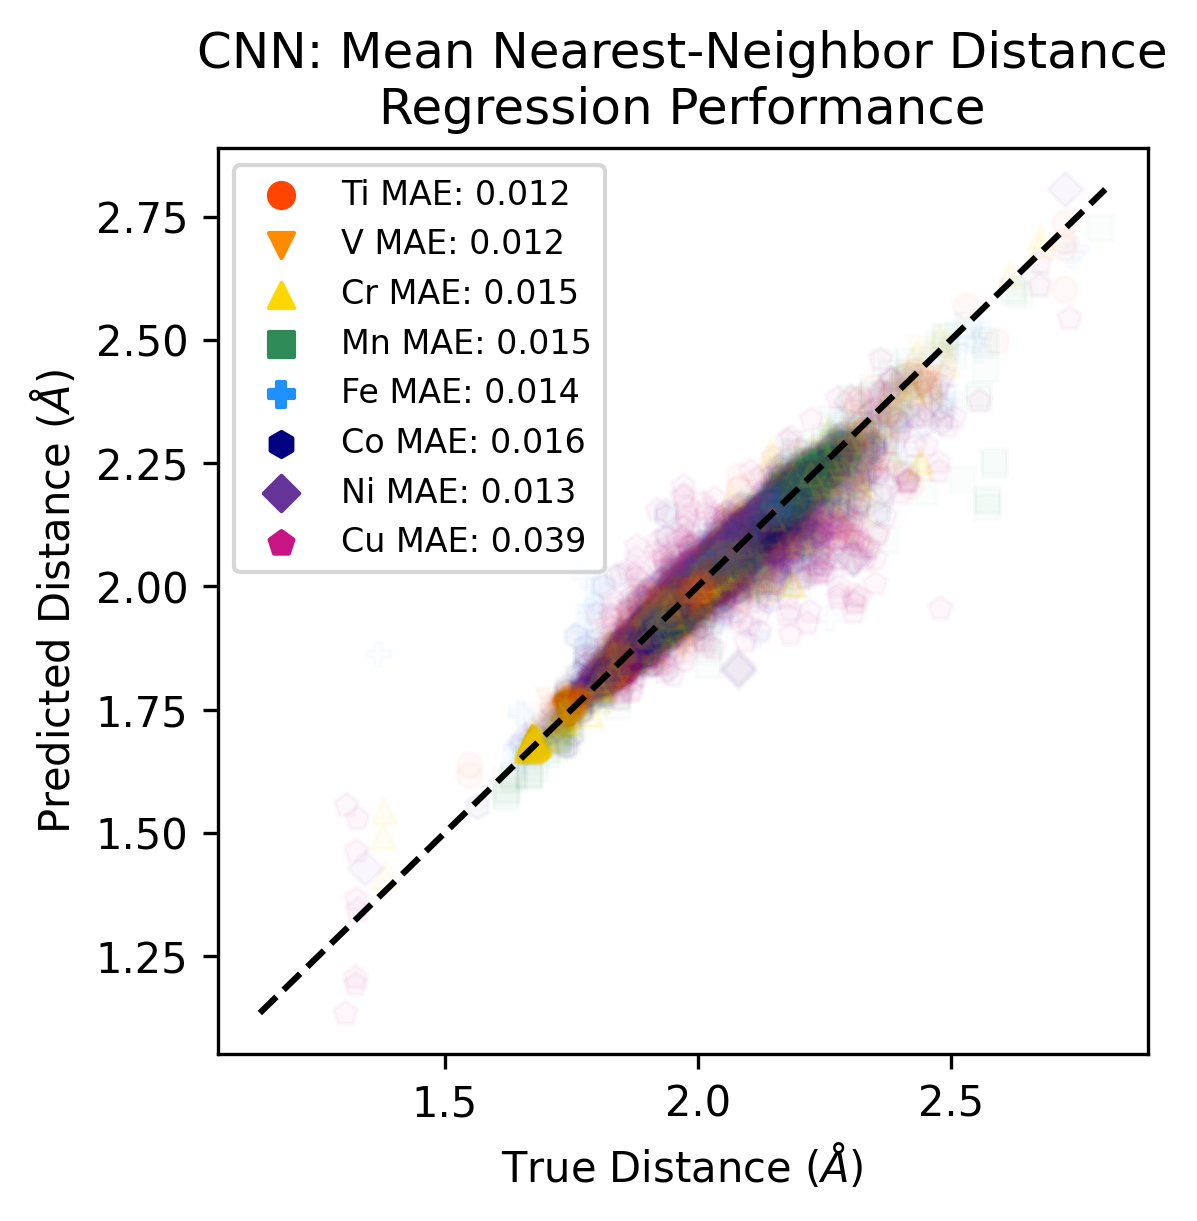 CNN: Mean Nearest-Neighbor Distance
Regression Performance
Ti MAE: 0.012
V MAE: 0.012
Cr MAE: 0.015
Mn MAE: 0.015
Fe MAE: 0.014
Co MAE: 0.016
Ni MAE: 0.013
Cu MAE: 0.039
Predicted Distance (Å)
2.75
2.50
2.25
2.00
1.75
1.50
1.25
1.5
2.0
2.5
True Distance (Å)